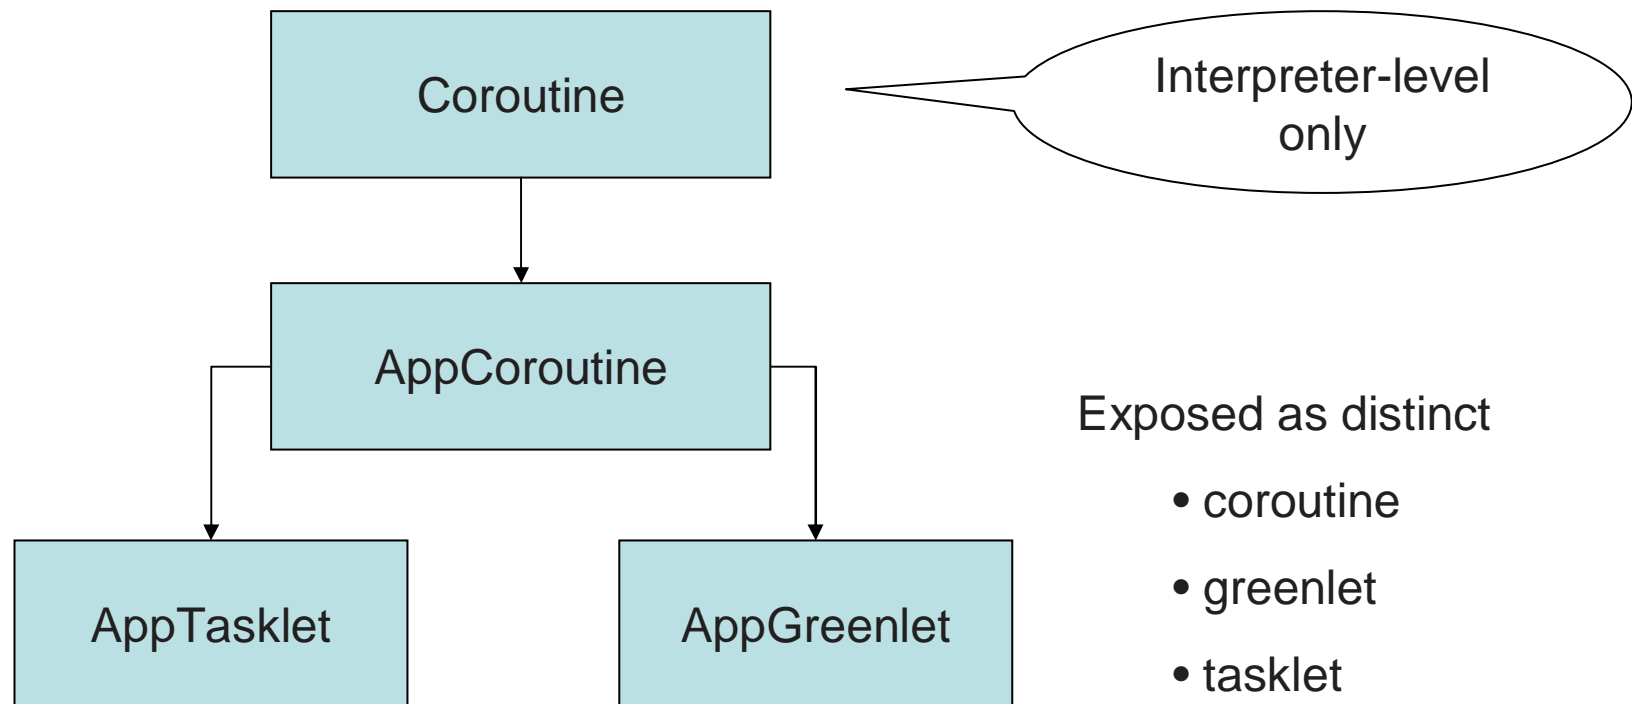 Coroutine
Interpreter-level
only
AppCoroutine
Exposed as distinct
• coroutine
• greenlet
• tasklet
AppTasklet
AppGreenlet